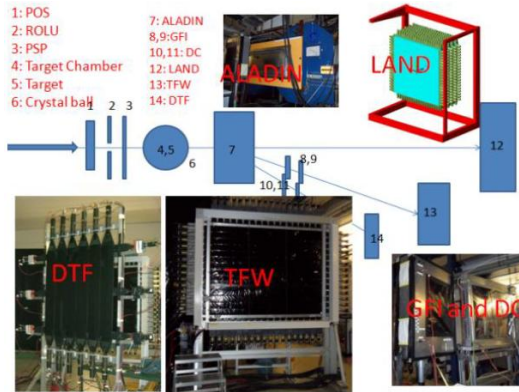 1: POS
2: ROLU
3: PSP
4: Target Chamber
5: Target
6: Crystal ball
7: ALADIN
8,9:GFI
10,11: DC
12: LAND
13:TFW
14: DTF
ALADIN
LAND
1
2
3
4,5
6
7
8,9
10,11
12
13
14
DTF
TFW
GFI and DC